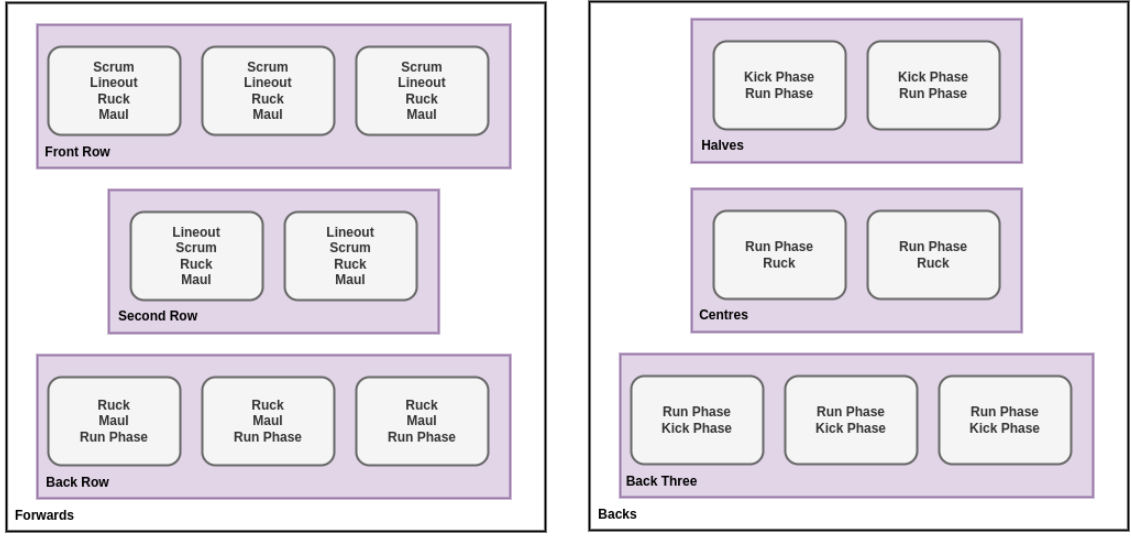 Scrum
Lineout
Ruck
Maul
Scrum
Lineout
Ruck
Maul
Scrum
Lineout
Ruck
Maul
Front Row
Lineout
Scrum
Ruck
Maul
Lineout
Scrum
Ruck
Maul
Second Row
Ruck
Maul
Run Phase
Ruck
Maul
Run Phase
Ruck
Maul
Run Phase
Back Row
Forwards
Kick Phase
Run Phase
Kick Phase
Run Phase
Halves
Run Phase
Ruck
Run Phase
Ruck
Centres
Run Phase
Kick Phase
Run Phase
Kick Phase
Run Phase
Kick Phase
Back Three
Backs